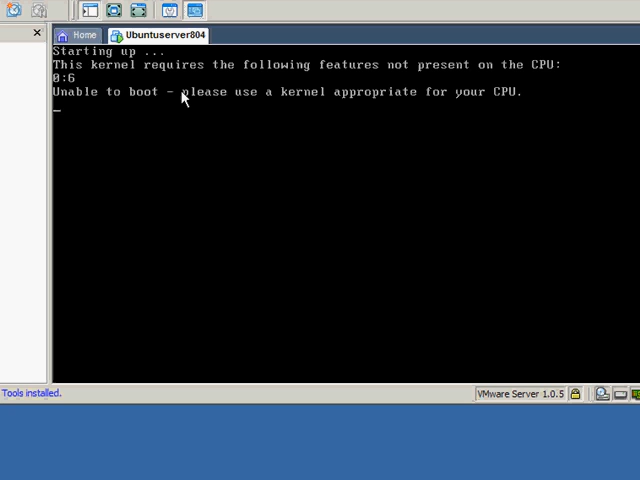 Home
Ubuntuserver804
Starting up ...
This kernel requires the following features not present on the CPU:
0:6
Unable to boot - please use a kernel appropriate for your CPU.
Tools installed.
VMware Server 1.0.5